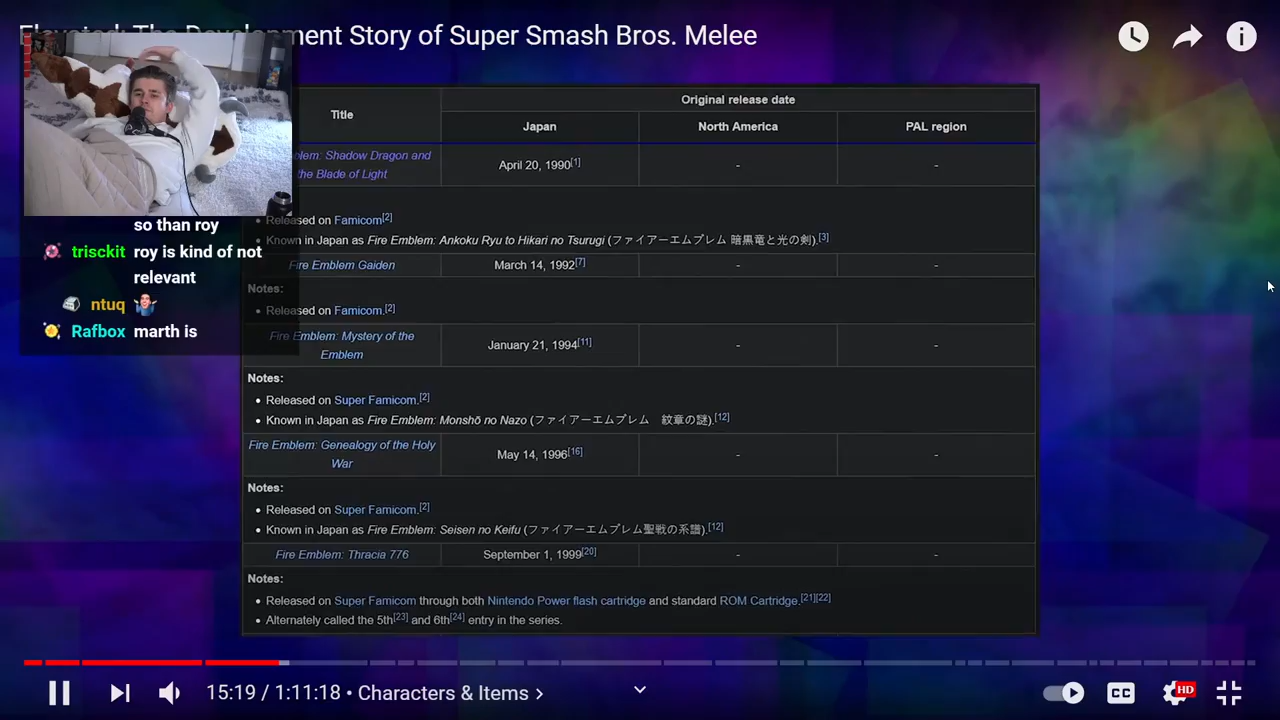 ment Story of Super Smash Bros. Melee
Title
Original release date
Japan
North America
PAL region
blem: Shadow Dragon and
the Blade of Light
April 20, 1990[1]
-
-
• Released on Famicom[2]
• Known in Japan as Fire Emblem: Ankoku Ryu to Hikari no Tsurugi (ファイアーエムブレム 暗黒竜と光の剣).[3]
Fire Emblem Gaiden
March 14, 1992[7]
-
-
Notes:
• Released on Famicom.[2]
Fire Emblem: Mystery of the
Emblem
January 21, 1994[11]
-
-
Notes:
• Released on Super Famicom.[2]
• Known in Japan as Fire Emblem: Monshō no Nazo (ファイアーエムブレム　紋章の謎).[12]
Fire Emblem: Genealogy of the Holy
War
May 14, 1996[16]
-
-
Notes:
• Released on Super Famicom.[2]
• Known in Japan as Fire Emblem: Seisen no Keifu (ファイアーエムブレム聖戦の系譜).[12]
Fire Emblem: Thracia 776
September 1, 1999[20]
-
-
Notes:
• Released on Super Famicom through both Nintendo Power flash cartridge and standard ROM Cartridge.[21][22]
• Alternately called the 5th[23] and 6th[24] entry in the series.
so than roy
trisckit roy is kind of not
relevant
ntuq
Rafbox marth is
15:19 / 1:11:18 • Characters & Items ›
CC
HD